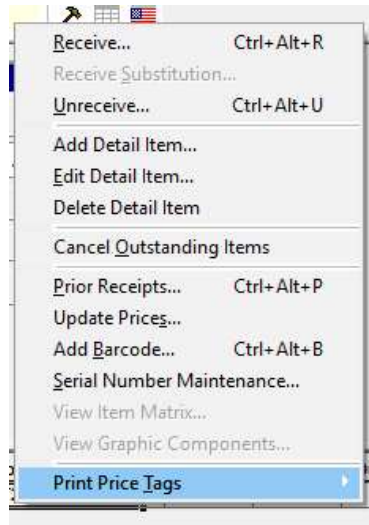 Receive... Ctrl+Alt+R
Receive Substitution...
Unreceive... Ctrl+Alt+U
Add Detail Item...
Edit Detail Item...
Delete Detail Item
Cancel Outstanding Items
Prior Receipts... Ctrl+Alt+P
Update Prices...
Add Barcode... Ctrl+Alt+B
Serial Number Maintenance...
View Item Matrix...
View Graphic Components...
Print Price Tags